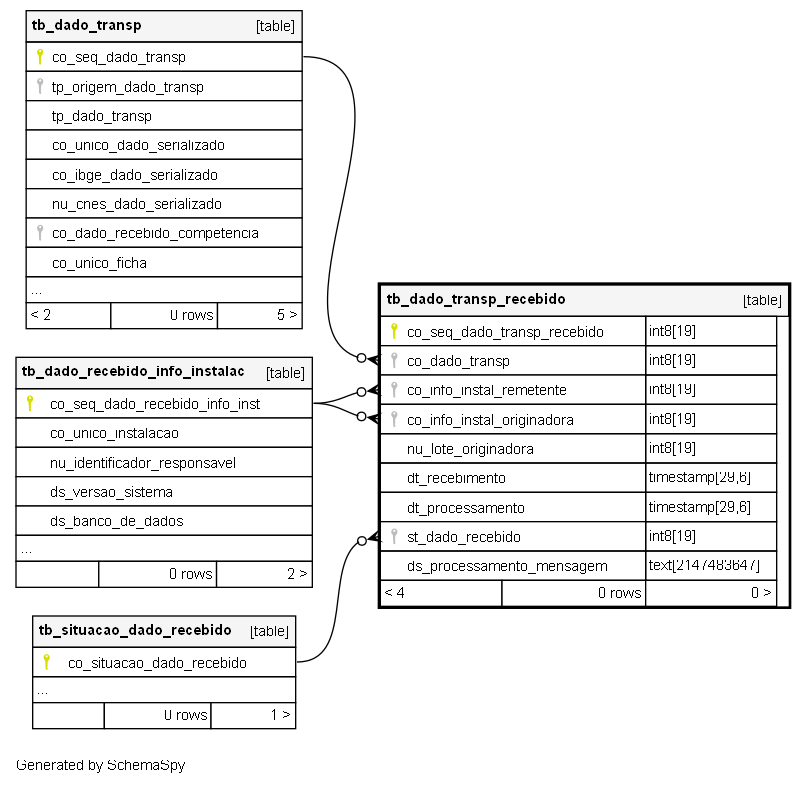 tb_dado_transp [table]
co_seq_dado_transp
tp_origem_dado_transp
tp_dado_transp
co_unico_dado_serializado
co_ibge_dado_serializado
nu_cnes_dado_serializado
co_dado_recebido_competencia
co_unico_ficha
...
< 2 0 rows 5 >
tb_dado_recebido_info_instalac [table]
co_seq_dado_recebido_info_inst
co_unico_instalacao
nu_identificador_responsavel
ds_versao_sistema
ds_banco_de_dados
...
0 rows 2 >
tb_situacao_dado_recebido [table]
co_situacao_dado_recebido
...
0 rows 1 >
tb_dado_transp_recebido [table]
co_seq_dado_transp_recebido int8[19]
co_dado_transp int8[19]
co_info_instal_remetente int8[19]
co_info_instal_originadora int8[19]
nu_lote_originadora int8[19]
dt_recebimento timestamp[29,6]
dt_processamento timestamp[29,6]
st_dado_recebido int8[19]
ds_processamento_mensagem text[2147483647]
< 4 0 rows 0 >
Generated by SchemaSpy